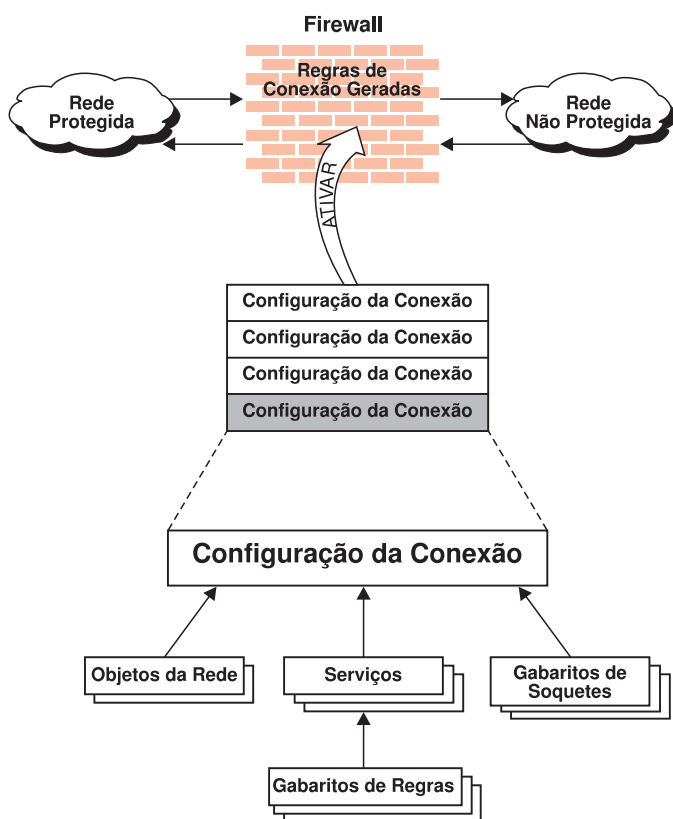 Firewall
Regras de
Conexão Geradas
Rede
Protegida
Rede
Não Protegida
ATIVAR
Configuração da Conexão
Configuração da Conexão
Configuração da Conexão
Configuração da Conexão
Configuração da Conexão
Objetos da Rede
Serviços
Gabaritos de
Soquetes
Gabaritos de Regras